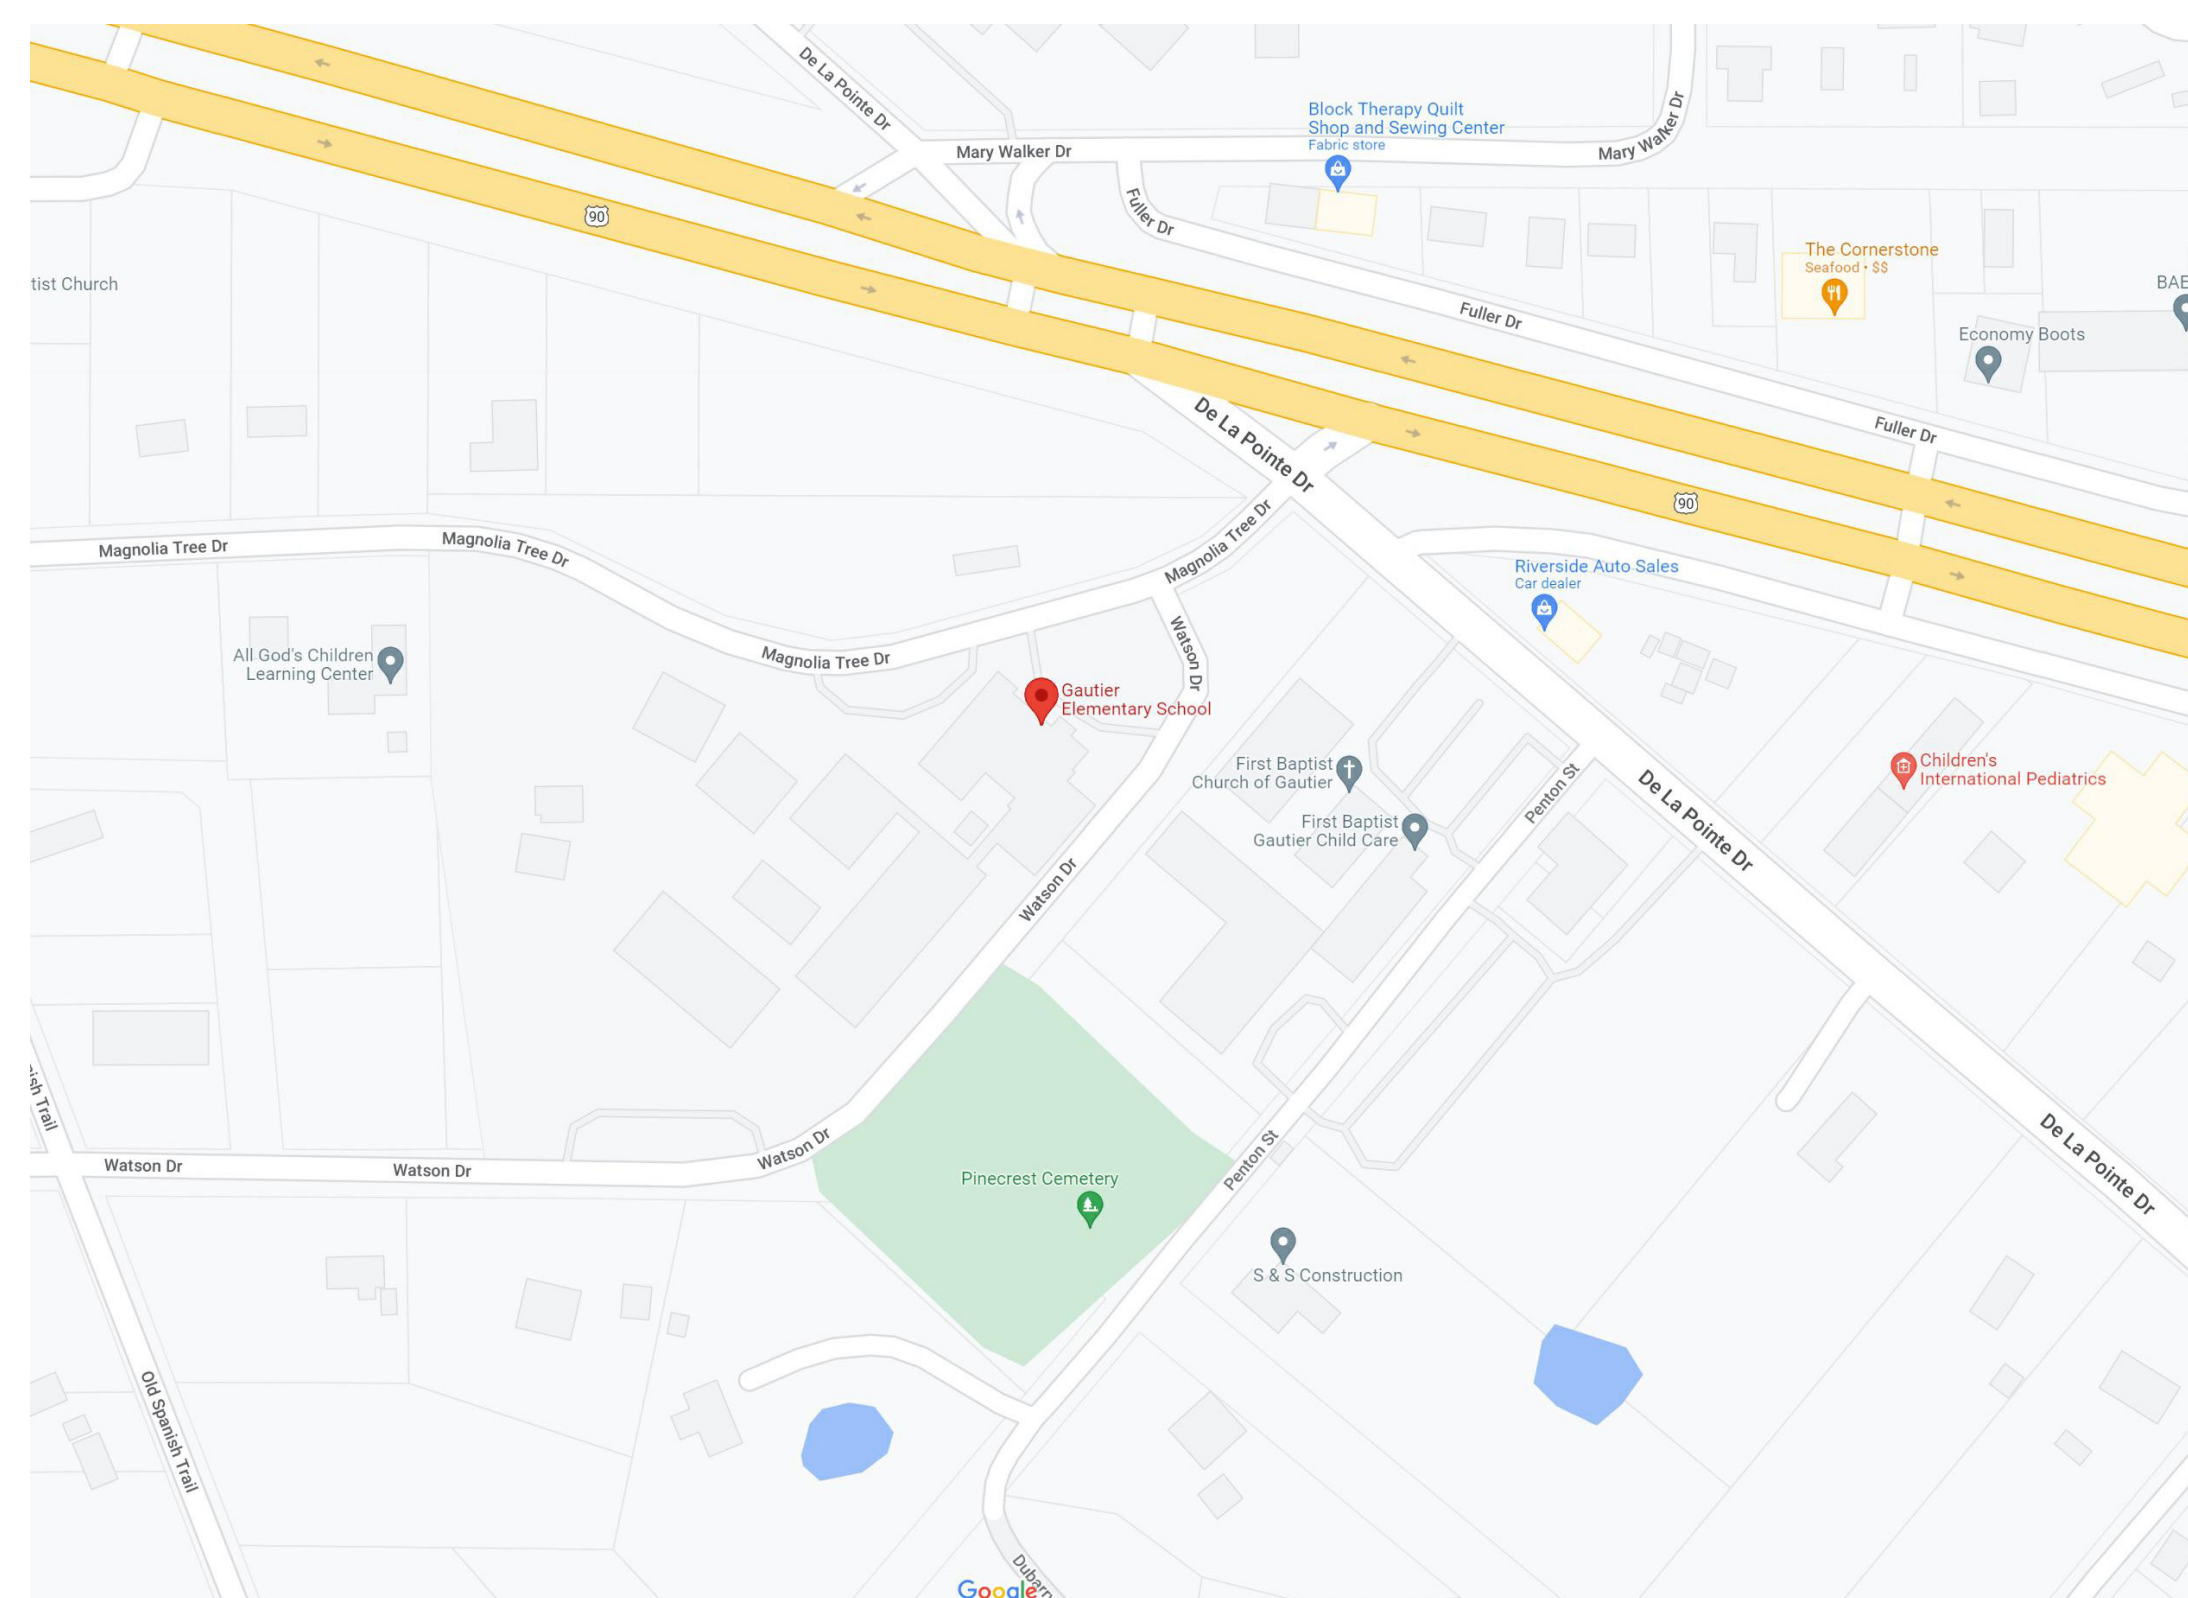 De La Pointe Dr
Mary Walker Dr
Mary Walker Dr
Block Therapy Quilt
Shop and Sewing Center
Fabric store
90
Fuller Dr
The Cornerstone
Seafood • $$
tist Church
BAE
Fuller Dr
Economy Boots
Fuller Dr
De La Pointe Dr
90
Magnolia Tree Dr
Magnolia Tree Dr
Magnolia Tree Dr
Riverside Auto Sales
Car dealer
All God's Children
Learning Center
Magnolia Tree Dr
Watson Dr
Gautier
Elementary School
First Baptist
Church of Gautier
Children's
International Pediatrics
Penton St
De La Pointe Dr
First Baptist
Gautier Child Care
Watson Dr
ish Trail
Watson Dr
Watson Dr
Watson Dr
Pinecrest Cemetery
Penton St
De La Pointe Dr
S & S Construction
Old Spanish Trail
Dubarr
Google